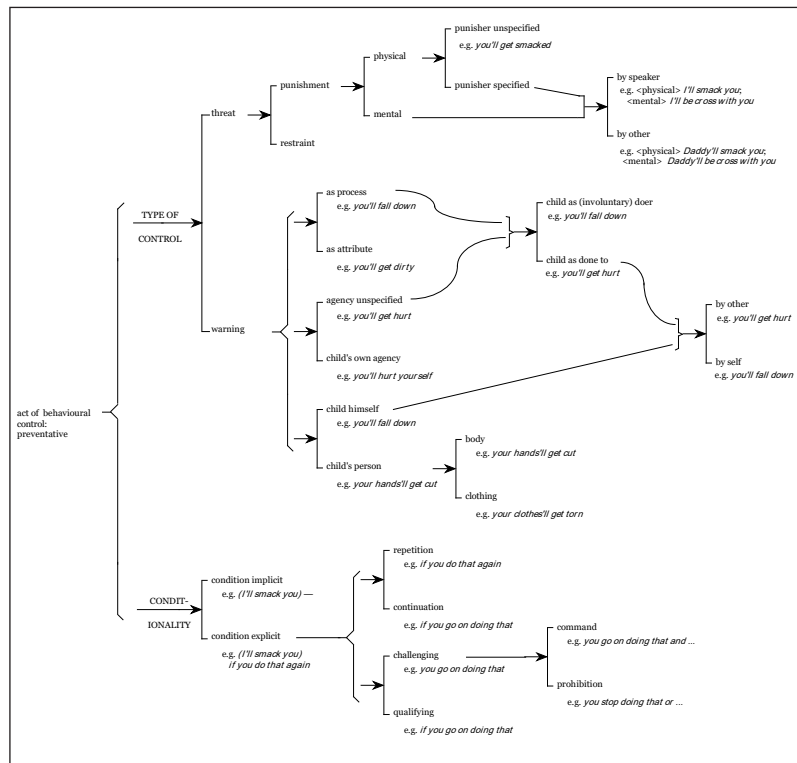 punisher unspecified
e.g. you'll get smacked
physical
punishment
punisher specified
by speaker
e.g. <physical> I'll smack you;
<mental> I'll be cross with you
threat
mental
by other
restraint
e.g. <physical> Daddy'll smack you;
<mental> Daddy'll be cross with you
as process
e.g. you'll fall down
child as (involuntary) doer
e.g. you'll fall down
TYPE OF
CONTROL
as attribute
e.g. you'll get dirty
child as done to
e.g. you'll get hurt
agency unspecified
e.g. you'll get hurt
by other
e.g. you'll get hurt
warning
child's own agency
e.g. you'll hurt yourself
by self
e.g. you'll fall down
act of behavioural
control:
preventative
child himself
e.g. you'll fall down
body
e.g. your hands'll get cut
child's person
e.g. your hands'll get cut
clothing
e.g. your clothes'll get torn
repetition
e.g. if you do that again
condition implicit
e.g. (I'll smack you) —
CONDIT-
IONALITY
continuation
e.g. if you go on doing that
condition explicit
e.g. (I'll smack you)
if you do that again
command
e.g. you go on doing that and ...
challenging
e.g. you go on doing that
prohibition
e.g. you stop doing that or ...
qualifying
e.g. if you go on doing that